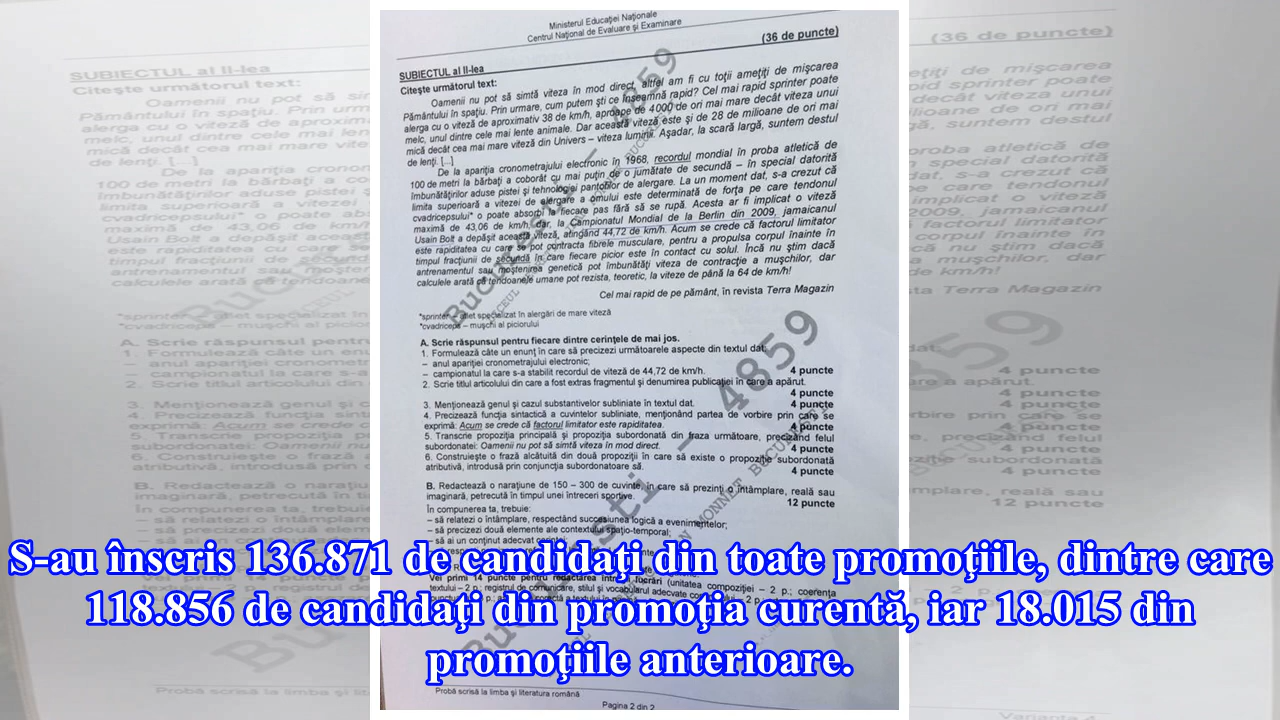 Ministerul Educaţiei Naţionale
Centrul Naţional de Evaluare şi Examinare
SUBIECTUL al II-lea
(36 de puncte)
Citeşte următorul text:
Oamenii nu pot să simtă viteza în mod direct, altfel am fi cu toţii ameţiţi de mişcarea
Pământului în spaţiu. Prin urmare, cum putem şti ce înseamnă rapid? Cel mai rapid sprinter poate
alerga cu o viteză de aproximativ 38 de km/h, aproape de 4000 de ori mai mare decât viteza unui
melc, unul dintre cele mai lente animale. Dar această viteză este şi de 28 de milioane de ori mai
mică decât cea mai mare viteză din Univers – viteza luminii. Aşadar, la scară largă, suntem destul
de lenţi. [...]
De la apariţia cronometrajului electronic în 1968, recordul mondial în proba atletică de
100 de metri la bărbaţi a coborât cu mai puţin de o jumătate de secundă – în special datorită
îmbunătăţirilor aduse pistei şi tehnologiei pantofilor de alergare. La un moment dat, s-a crezut că
limita superioară a vitezei de alergare a omului este determinată de forţa pe care tendonul
cvadricepsului* o poate absorbi la fiecare pas fără să se rupă. Acesta ar fi implicat o viteză
maximă de 43,06 de km/h, dar, la Campionatul Mondial de la Berlin din 2009, jamaicanul
Usain Bolt a depăşit această viteză, atingând 44,72 de km/h. Acum se crede că factorul limitator
este rapiditatea cu care se pot contracta fibrele musculare, pentru a propulsa corpul înainte în
timpul fracţiunii de secundă în care fiecare picior este în contact cu solul. Încă nu ştim dacă
antrenamentul sau moştenirea genetică pot îmbunătăţi viteza de contracţie a muşchilor, dar
calculele arată că tendoanele umane pot rezista, teoretic, la viteze de până la 64 de km/h!
Cel mai rapid de pe pământ, în revista Terra Magazin
*sprinter – atlet specializat în alergări de mare viteză
*cvadriceps – muşchi al piciorului
A. Scrie răspunsul pentru fiecare dintre cerinţele de mai jos.
1. Formulează câte un enunţ în care să precizezi următoarele aspecte din textul dat:
– anul apariţiei cronometrajului electronic;
– campionatul la care s-a stabilit recordul de viteză de 44,72 de km/h. 4 puncte
2. Scrie titlul articolului din care a fost extras fragmentul şi denumirea publicaţiei în care a apărut.
4 puncte
3. Menţionează genul şi cazul substantivelor subliniate în textul dat. 4 puncte
4. Precizează funcţia sintactică a cuvintelor subliniate, menţionând partea de vorbire prin care se
exprimă: Acum se crede că factorul limitator este rapiditatea. 4 puncte
5. Transcrie propoziţia principală şi propoziţia subordonată din fraza următoare, precizând felul
subordonatei: Oamenii nu pot să simtă viteza în mod direct. 4 puncte
6. Construieşte o frază alcătuită din două propoziţii în care să existe o propoziţie subordonată
atributivă, introdusă prin conjuncţia subordonatoare să. 4 puncte
B. Redactează o naraţiune de 150 – 300 de cuvinte, în care să prezinţi o întâmplare, reală sau
imaginară, petrecută în timpul unei întreceri sportive. 12 puncte
În compunerea ta, trebuie:
– să relatezi o întâmplare, respectând succesiunea logică a evenimentelor;
– să precizezi două elemente ale contextului spaţio-temporal;
– să ai un conţinut adecvat cerinţei;
Vei primi 14 puncte pentru redactarea întregii lucrări (unitatea compoziţiei – 2 p.; coerenţa
textului – 2 p.; registrul de comunicare, stilul şi vocabularul adecvate
S-au înscris 136.871 de candidaţi din toate promoţiile, dintre care
118.856 de candidaţi din promoţia curentă, iar 18.015 din
promoţiile anterioare.
Probă scrisă la limba şi literatura română
Pagina 2 din 2